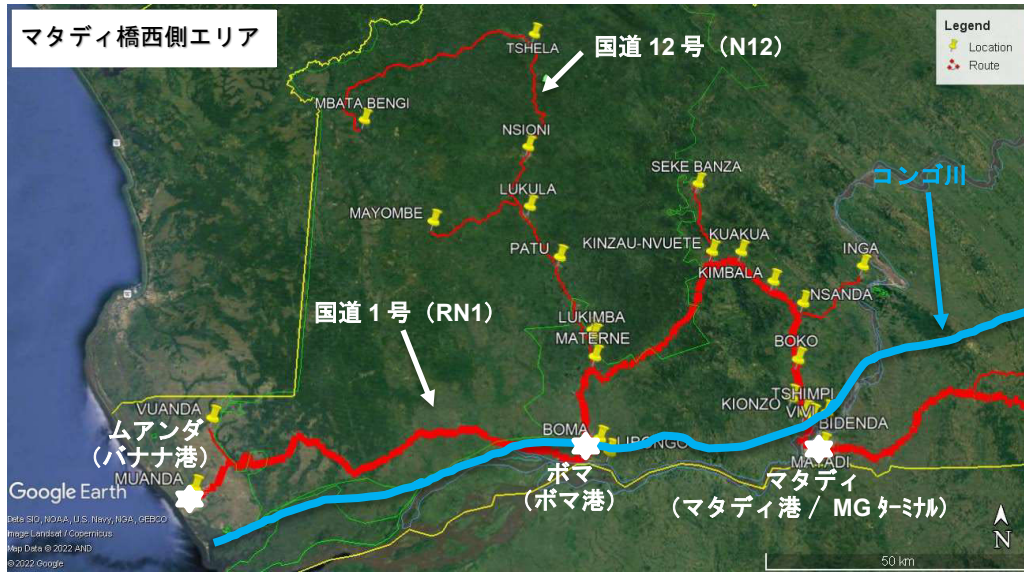 マタディ橋西側エリア
Legend
Location
Route
TSHELA
国道 12 号（N12）
MBATA BENGI
NSIONI
SEKE BANZA
コンゴ川
LUKULA
MAYOMBE
KUAKUA
KINZAU-NVUETE
INGA
PATU
KIMBALA
NSANDA
国道 1 号（RN1）
LUKIMBA
MATERNE
BOKO
TSHIMPI
KIONZO
VIVI
VUANDA
BIDENDA
ムアンダ
（バナナ港）
BOMA
LIBONGO
MATADI
MUANDA
ボマ
（ボマ港）
マタディ
（マタディ港 / MG ターミナル）
Google Earth
Data SIO, NOAA, U.S. Navy, NGA, GEBCO
Image Landsat / Copernicus
Map Data © 2022 AND
© 2022 Google
N
50 km